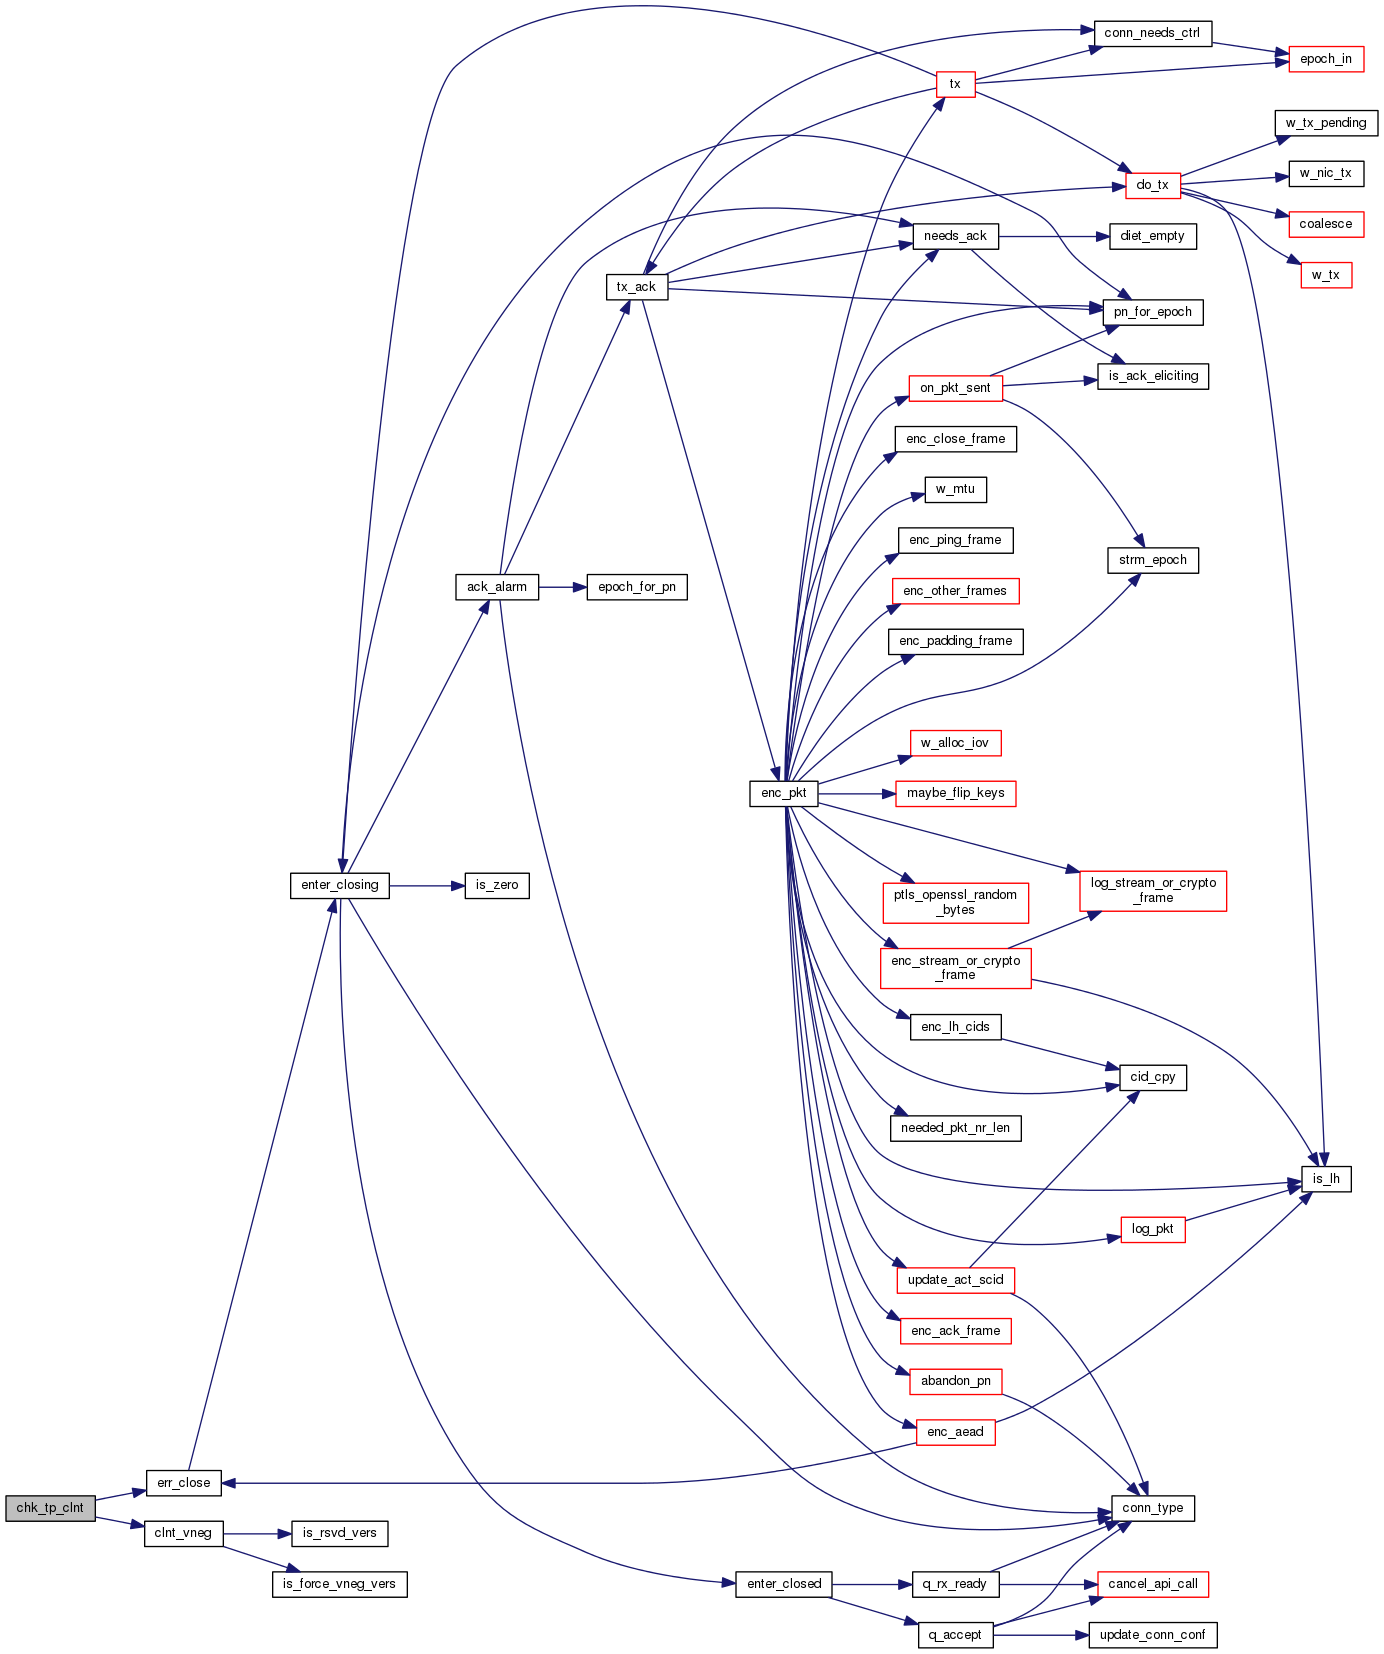 conn_needs_ctrl
epoch_in
tx
w_tx_pending
w_nic_tx
do_tx
coalesce
needs_ack
diet_empty
w_tx
tx_ack
pn_for_epoch
is_ack_eliciting
on_pkt_sent
enc_close_frame
w_mtu
enc_ping_frame
strm_epoch
ack_alarm
epoch_for_pn
enc_other_frames
enc_padding_frame
w_alloc_iov
enc_pkt
maybe_flip_keys
enter_closing
is_zero
ptls_openssl_random
_bytes
log_stream_or_crypto
_frame
enc_stream_or_crypto
_frame
enc_lh_cids
cid_cpy
needed_pkt_nr_len
is_lh
log_pkt
update_act_scid
enc_ack_frame
abandon_pn
enc_aead
err_close
chk_tp_clnt
conn_type
clnt_vneg
is_rsvd_vers
is_force_vneg_vers
enter_closed
q_rx_ready
cancel_api_call
q_accept
update_conn_conf